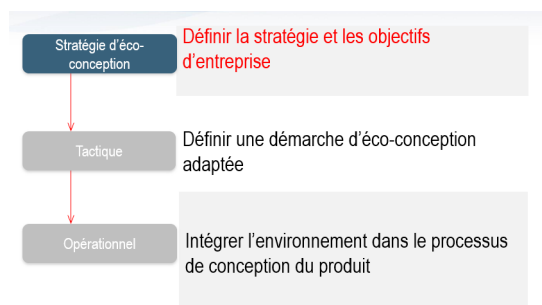 Stratégie d'éco-
conception
Définir la stratégie et les objectifs
d'entreprise
Tactique
Définir une démarche d'éco-conception
adaptée
Opérationnel
Intégrer l'environnement dans le processus
de conception du produit